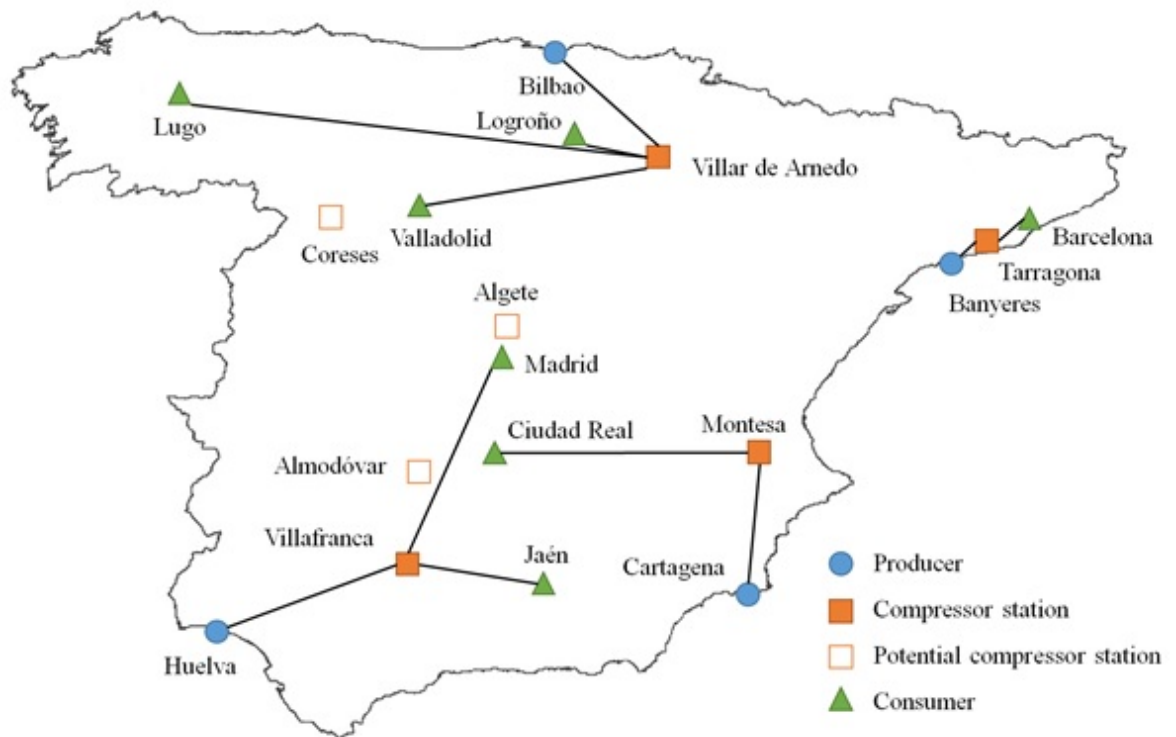 Bilbao
Logroño
Lugo
Villar de Arnedo
Valladolid
Coreses
Barcelona
Tarragona
Banyeres
Algete
Madrid
Ciudad Real
Montesa
Almodóvar
Villafranca
Jaén
Cartagena
Huelva
Producer
Compressor station
Potential compressor station
Consumer